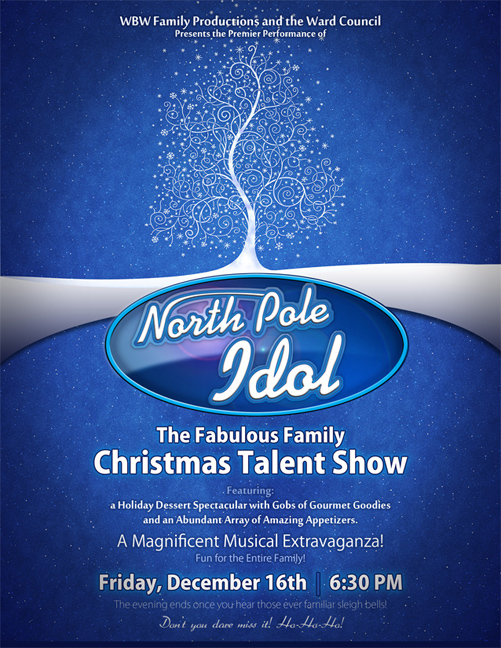 WBW Family Productions and the Ward Council
Presents the Premier Performance of
North Pole
Idol
The Fabulous Family
Christmas Talent Show
Featuring:
a Holiday Dessert Spectacular with Gobs of Gourmet Goodies
and an Abundant Array of Amazing Appetizers.
A Magnificent Musical Extravaganza!
Fun for the Entire Family!
Friday, December 16th | 6:30 PM
The evening ends once you hear those ever familiar sleigh bells!
Don't you dare miss it! Ho-Ho-Ho!